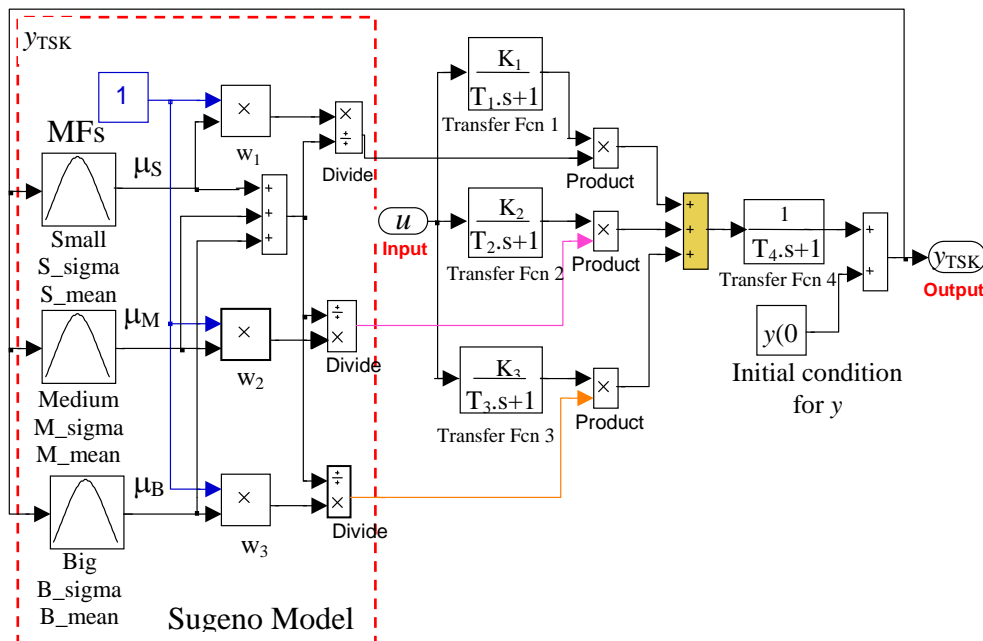 yTSK
1
MFs
μS
Small
S_sigma
S_mean
μM
Medium
M_sigma
M_mean
μB
Big
B_sigma
B_mean
×
w1
+
+
+
×
w2
×
w3
×
÷
Divide
÷
×
Divide
÷
×
Divide
Sugeno Model
u
Input
K1
T1.s+1
Transfer Fcn 1
K2
T2.s+1
Transfer Fcn 2
K3
T3.s+1
Transfer Fcn 3
×
Product
×
Product
×
Product
+
+
+
1
T4.s+1
Transfer Fcn 4
y(0
Initial condition
for y
+
+
yTSK
Output